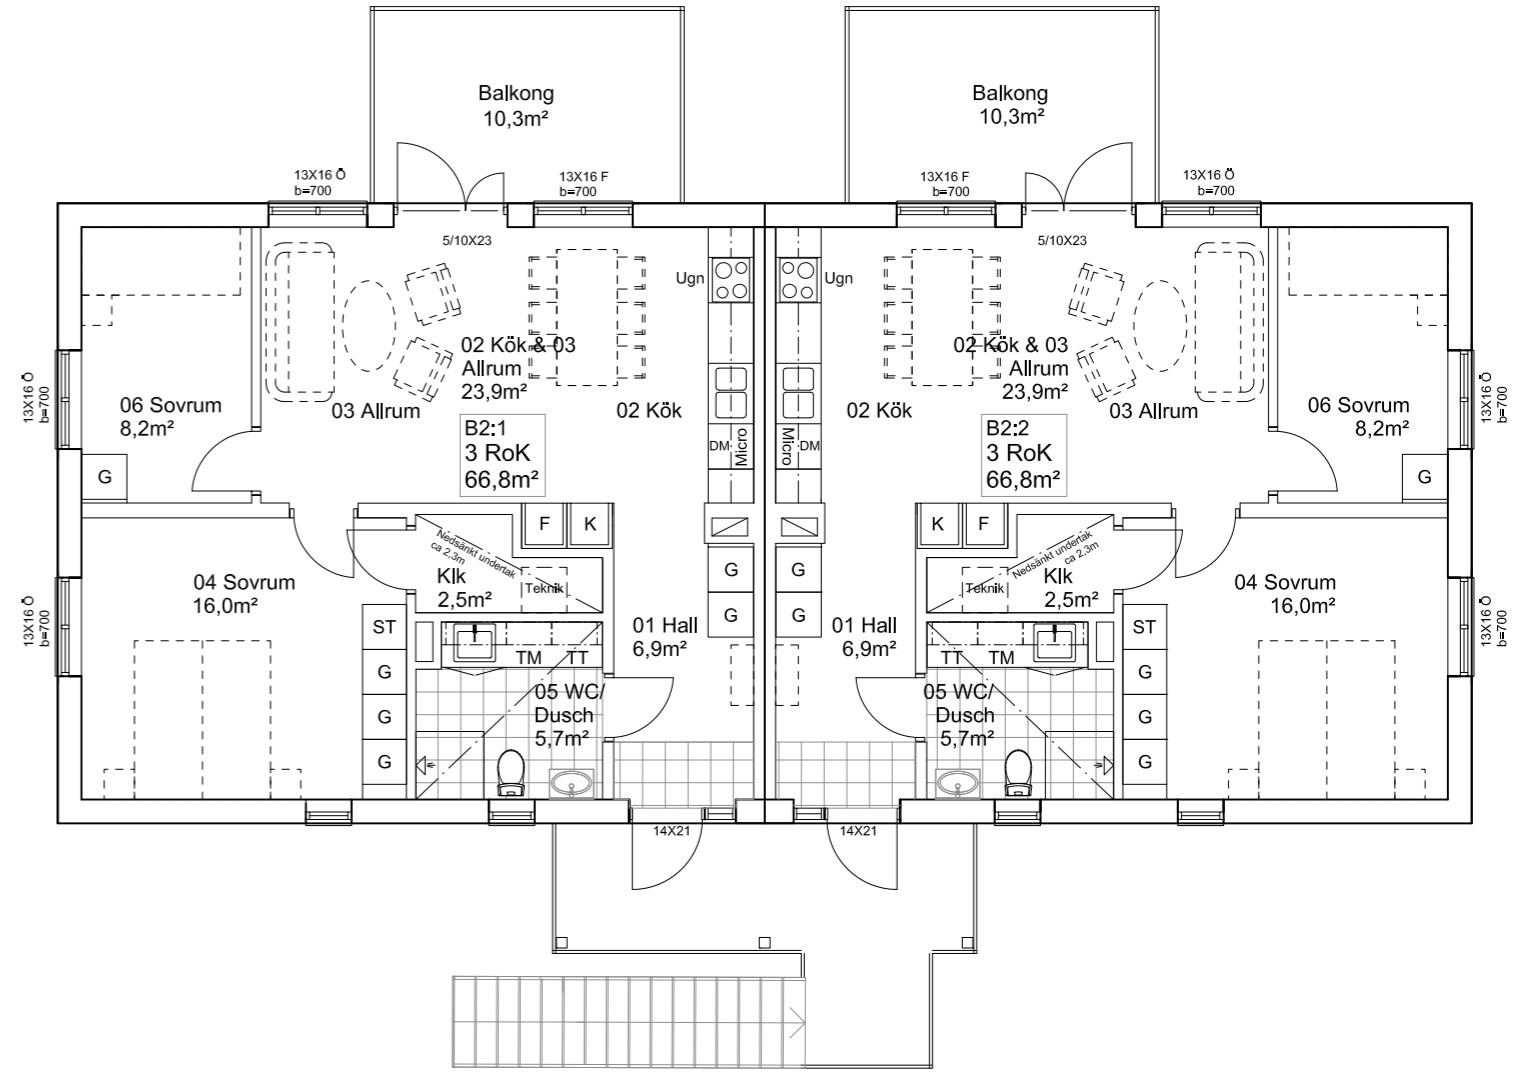 Balkong
10,3m²
Balkong
10,3m²
13X16 Ö
b=700
13X16 F
b=700
13X16 F
b=700
13X16 Ö
b=700
5/10X23
5/10X23
Ugn
Ugn
02 Kök & 03
Allrum
23,9m²
02 Kök & 03
Allrum
23,9m²
13X16 Ö
b=700
06 Sovrum
8,2m²
03 Allrum
02 Kök
02 Kök
03 Allrum
06 Sovrum
8,2m²
13X16 Ö
b=700
B2:1
3 RoK
66,8m²
DM
Micro
Micro
DM
B2:2
3 RoK
66,8m²
G
G
F
K
K
F
Nedsänkt undertak
ca 2,3m
Nedsänkt undertak
ca 2,3m
04 Sovrum
16,0m²
Klk
2,5m²
Teknik
G
G
G
G
Teknik
Klk
2,5m²
04 Sovrum
16,0m²
13X16 Ö
b=700
13X16 Ö
b=700
ST
G
G
G
TM
TT
01 Hall
6,9m²
01 Hall
6,9m²
TT
TM
ST
G
G
G
05 WC/
Dusch
5,7m²
05 WC/
Dusch
5,7m²
14X21
14X21